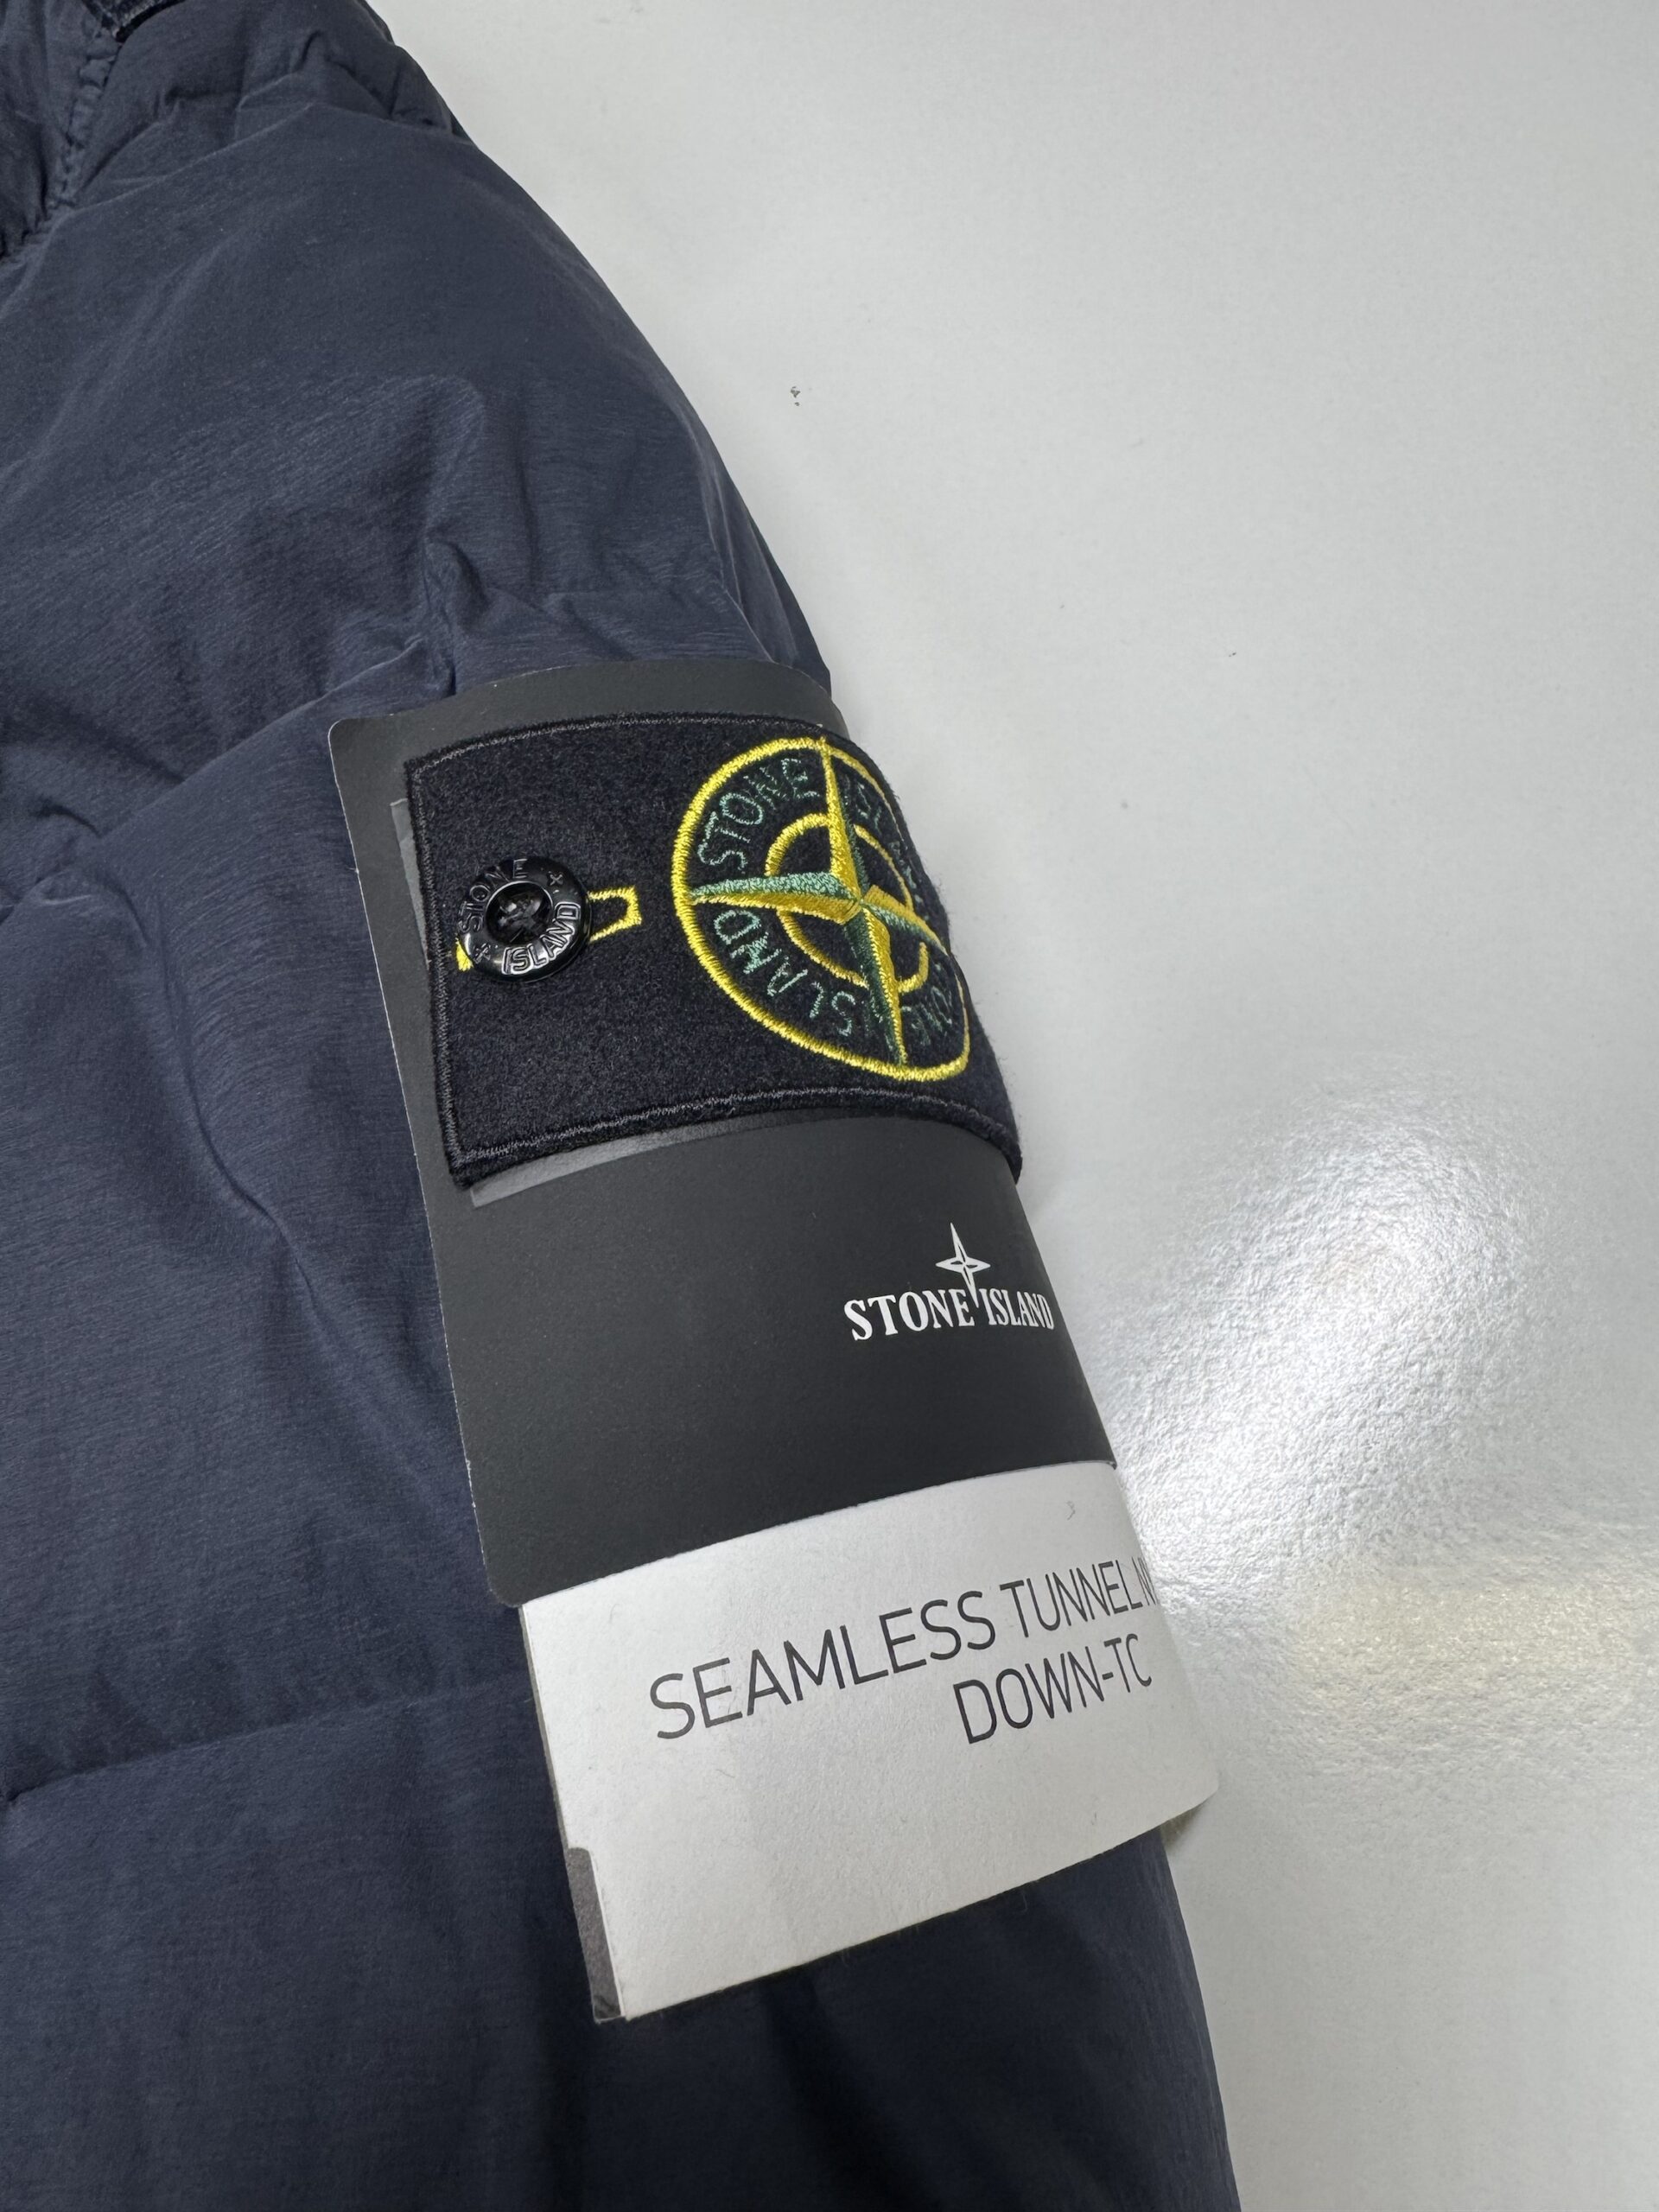 STONE ISLAND
STONE
ISLAND
STONE ISLAND
SEAMLESS TUNNEL
DOWN-TC